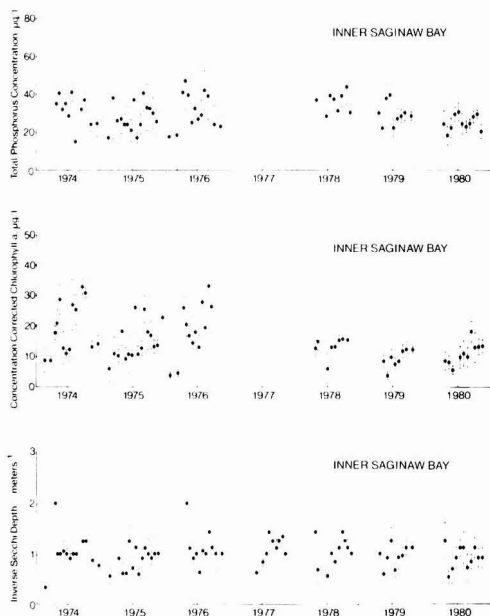 Total Phosphorus Concentration µg l⁻¹
INNER SAGINAW BAY
80
60
40
20
0
1974 1975 1976 1977 1978 1979 1980
Concentration Corrected Chlorophyll a, µg l⁻¹
INNER SAGINAW BAY
50
40
30
20
10
0
1974 1975 1976 1977 1978 1979 1980
Inverse Secchi Depth meters⁻¹
INNER SAGINAW BAY
3
2
1
0
1974 1975 1976 1977 1978 1979 1980